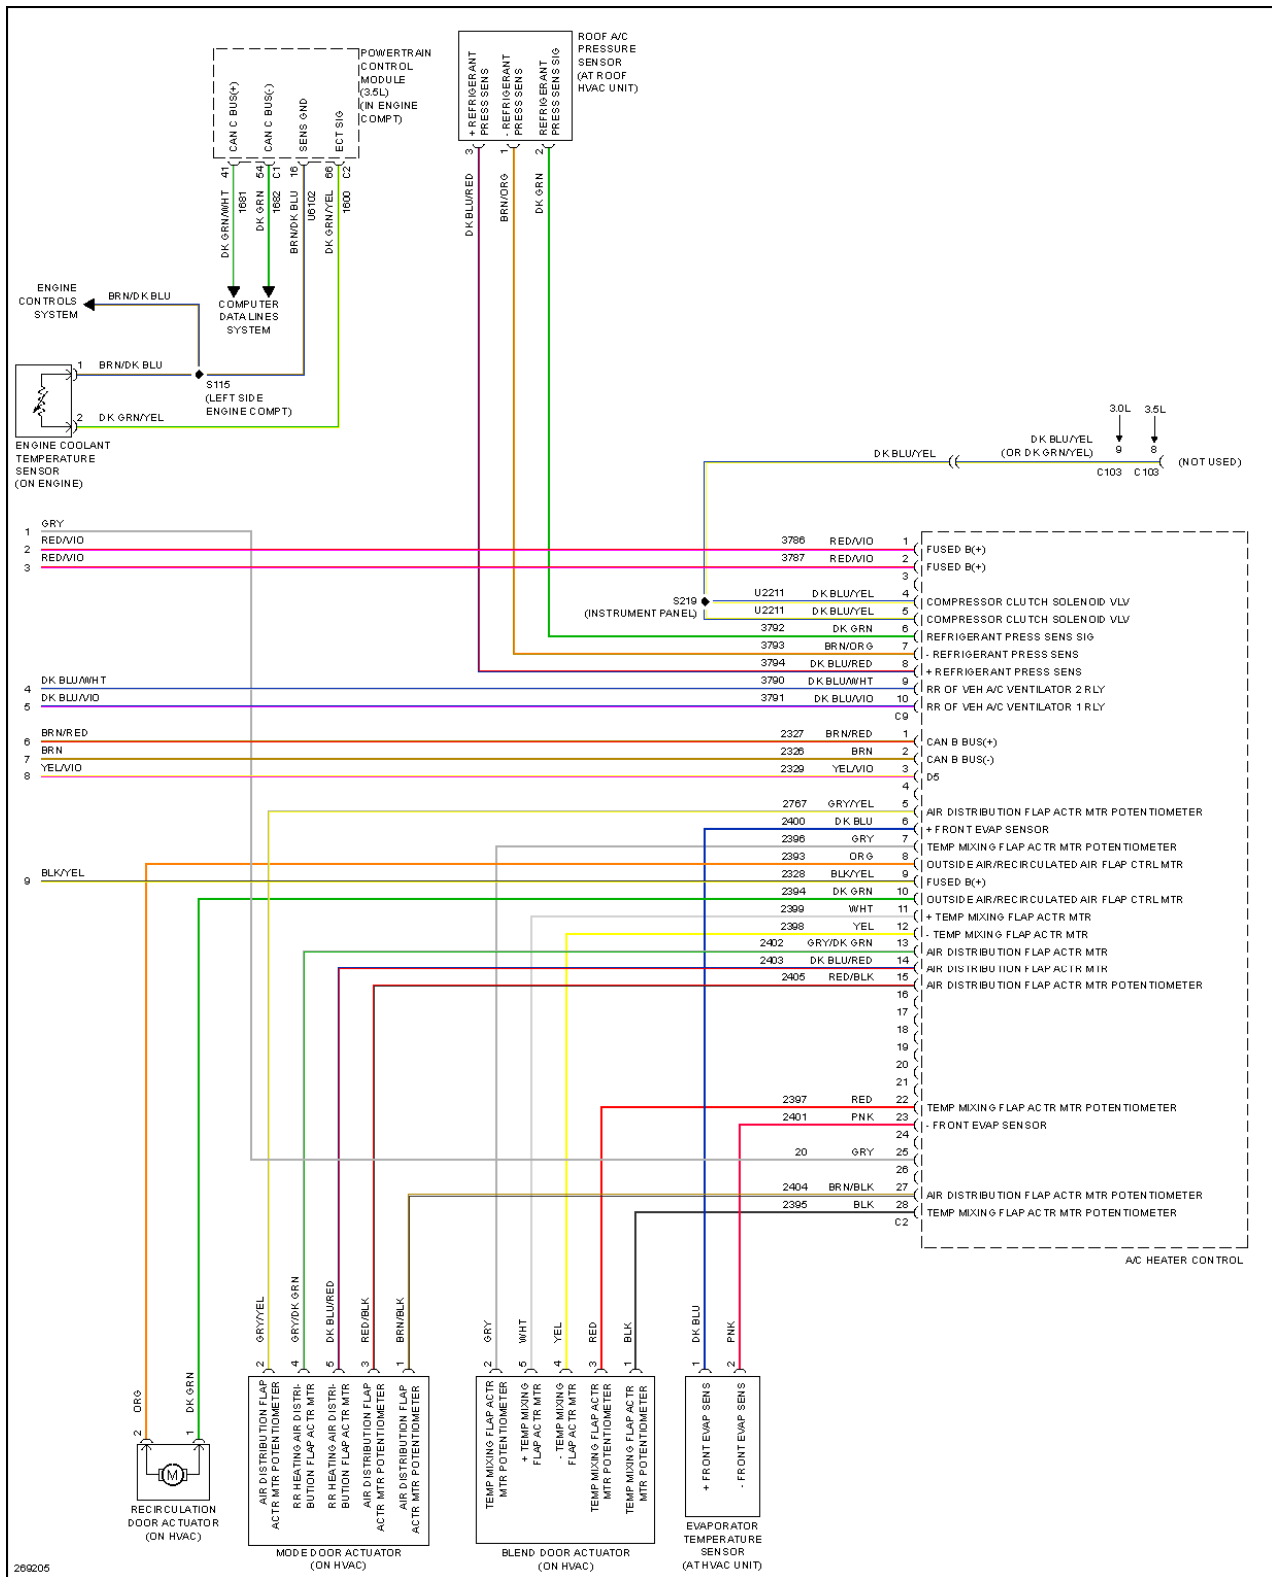 POWERTRAIN
CONTROL
MODULE
(3.5L)
(IN ENGINE
COMPT)
CAN C BUS(+)
CAN C BUS(-)
SENS GND
ECT SIG
41
54
C1
16
66
C2
DK GRN/WHT
1681
DK GRN
1682
BRN/DK BLU
U6102
DK GRN/YEL
1600
ROOF A/C
PRESSURE
SENSOR
(AT ROOF
HVAC UNIT)
+ REFRIGERANT
PRESS SENS
- REFRIGERANT
PRESS SENS
REFRIGERANT
PRESS SENS SIG
3
1
2
DK BLU/RED
BRN/ORG
DK GRN
ENGINE
CONTROLS
SYSTEM
BRN/DK BLU
COMPUTER
DATA LINES
SYSTEM
1
BRN/DK BLU
S115
(LEFT SIDE
ENGINE COMPT)
2
DK GRN/YEL
ENGINE COOLANT
TEMPERATURE
SENSOR
(ON ENGINE)
3.0L
3.5L
DK BLU/YEL
DK BLU/YEL
(OR DK GRN/YEL)
9
8
C103
C103
(NOT USED)
1 GRY
2 RED/VIO
3 RED/VIO
4 DK BLU/WHT
5 DK BLU/VIO
6 BRN/RED
7 BRN
8 YEL/VIO
9 BLK/YEL
S219
(INSTRUMENT PANEL)
3786 RED/VIO 1 FUSED B(+)
3787 RED/VIO 2 FUSED B(+)
3
U2211 DK BLU/YEL 4 COMPRESSOR CLUTCH SOLENOID VLV
U2211 DK BLU/YEL 5 COMPRESSOR CLUTCH SOLENOID VLV
3792 DK GRN 6 REFRIGERANT PRESS SENS SIG
3793 BRN/ORG 7 - REFRIGERANT PRESS SENS
3794 DK BLU/RED 8 + REFRIGERANT PRESS SENS
3790 DK BLU/WHT 9 RR OF VEH A/C VENTILATOR 2 RLY
3791 DK BLU/VIO 10 RR OF VEH A/C VENTILATOR 1 RLY
C9
2327 BRN/RED 1 CAN B BUS(+)
2326 BRN 2 CAN B BUS(-)
2329 YEL/VIO 3 D5
4
2767 GRY/YEL 5 AIR DISTRIBUTION FLAP ACTR MTR POTENTIOMETER
2400 DK BLU 6 + FRONT EVAP SENSOR
2396 GRY 7 TEMP MIXING FLAP ACTR MTR POTENTIOMETER
2393 ORG 8 OUTSIDE AIR/RECIRCULATED AIR FLAP CTRL MTR
2328 BLK/YEL 9 FUSED B(+)
2394 DK GRN 10 OUTSIDE AIR/RECIRCULATED AIR FLAP CTRL MTR
2399 WHT 11 + TEMP MIXING FLAP ACTR MTR
2398 YEL 12 - TEMP MIXING FLAP ACTR MTR
2402 GRY/DK GRN 13 AIR DISTRIBUTION FLAP ACTR MTR
2403 DK BLU/RED 14 AIR DISTRIBUTION FLAP ACTR MTR
2405 RED/BLK 15 AIR DISTRIBUTION FLAP ACTR MTR POTENTIOMETER
16
17
18
19
20
21
2397 RED 22 TEMP MIXING FLAP ACTR MTR POTENTIOMETER
2401 PNK 23 - FRONT EVAP SENSOR
24
20 GRY 25
26
2404 BRN/BLK 27 AIR DISTRIBUTION FLAP ACTR MTR POTENTIOMETER
2395 BLK 28 TEMP MIXING FLAP ACTR MTR POTENTIOMETER
C2
A/C HEATER CONTROL
ORG
2
DK GRN
1
M
RECIRCULATION
DOOR ACTUATOR
(ON HVAC)
GRY/YEL
2
AIR DISTRIBUTION FLAP
ACTR MTR POTENTIOMETER
GRY/DK GRN
4
RR HEATING AIR DISTRI-
BUTION FLAP ACTR MTR
DK BLU/RED
5
RR HEATING AIR DISTRI-
BUTION FLAP ACTR MTR
RED/BLK
3
AIR DISTRIBUTION FLAP
ACTR MTR POTENTIOMETER
BRN/BLK
1
AIR DISTRIBUTION FLAP
ACTR MTR POTENTIOMETER
MODE DOOR ACTUATOR
(ON HVAC)
GRY
2
TEMP MIXING FLAP ACTR
MTR POTENTIOMETER
WHT
5
+ TEMP MIXING
FLAP ACTR MTR
YEL
4
- TEMP MIXING
FLAP ACTR MTR
RED
3
TEMP MIXING FLAP ACTR
MTR POTENTIOMETER
BLK
1
TEMP MIXING FLAP ACTR
MTR POTENTIOMETER
BLEND DOOR ACTUATOR
(ON HVAC)
DK BLU
1
+ FRONT EVAP SENS
PNK
2
- FRONT EVAP SENS
EVAPORATOR
TEMPERATURE
SENSOR
(AT HVAC UNIT)
269205